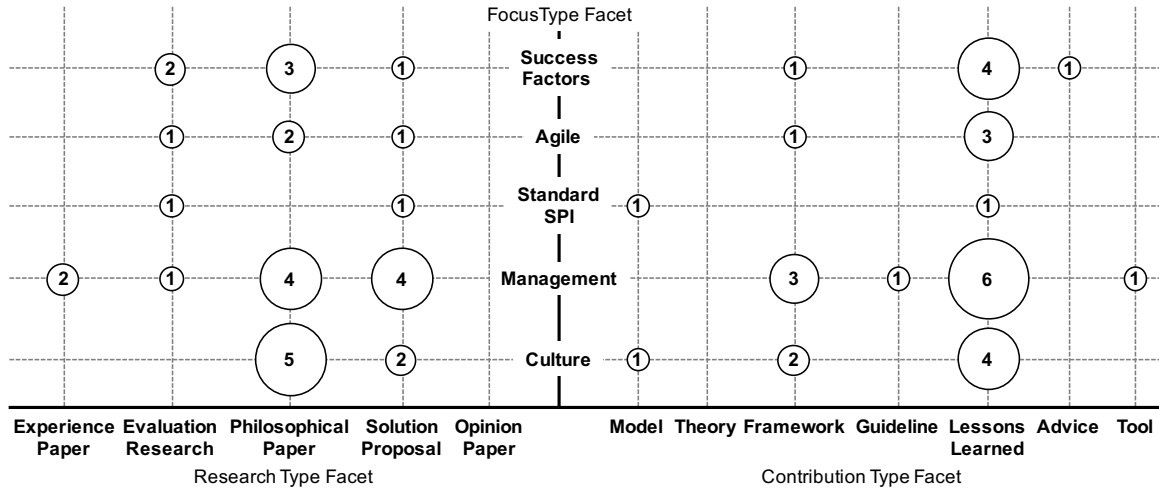 FocusType Facet
2 3 1 Success Factors 1 4 1
1 2 1 Agile 1 3
1 1 Standard SPI 1 1
2 1 4 4 Management 3 1 6 1
5 2 Culture 1 2 4
Experience Evaluation Philosophical Solution Opinion Model Theory Framework Guideline Lessons Advice Tool
Paper Research Paper Proposal Paper Learned
Research Type Facet Contribution Type Facet